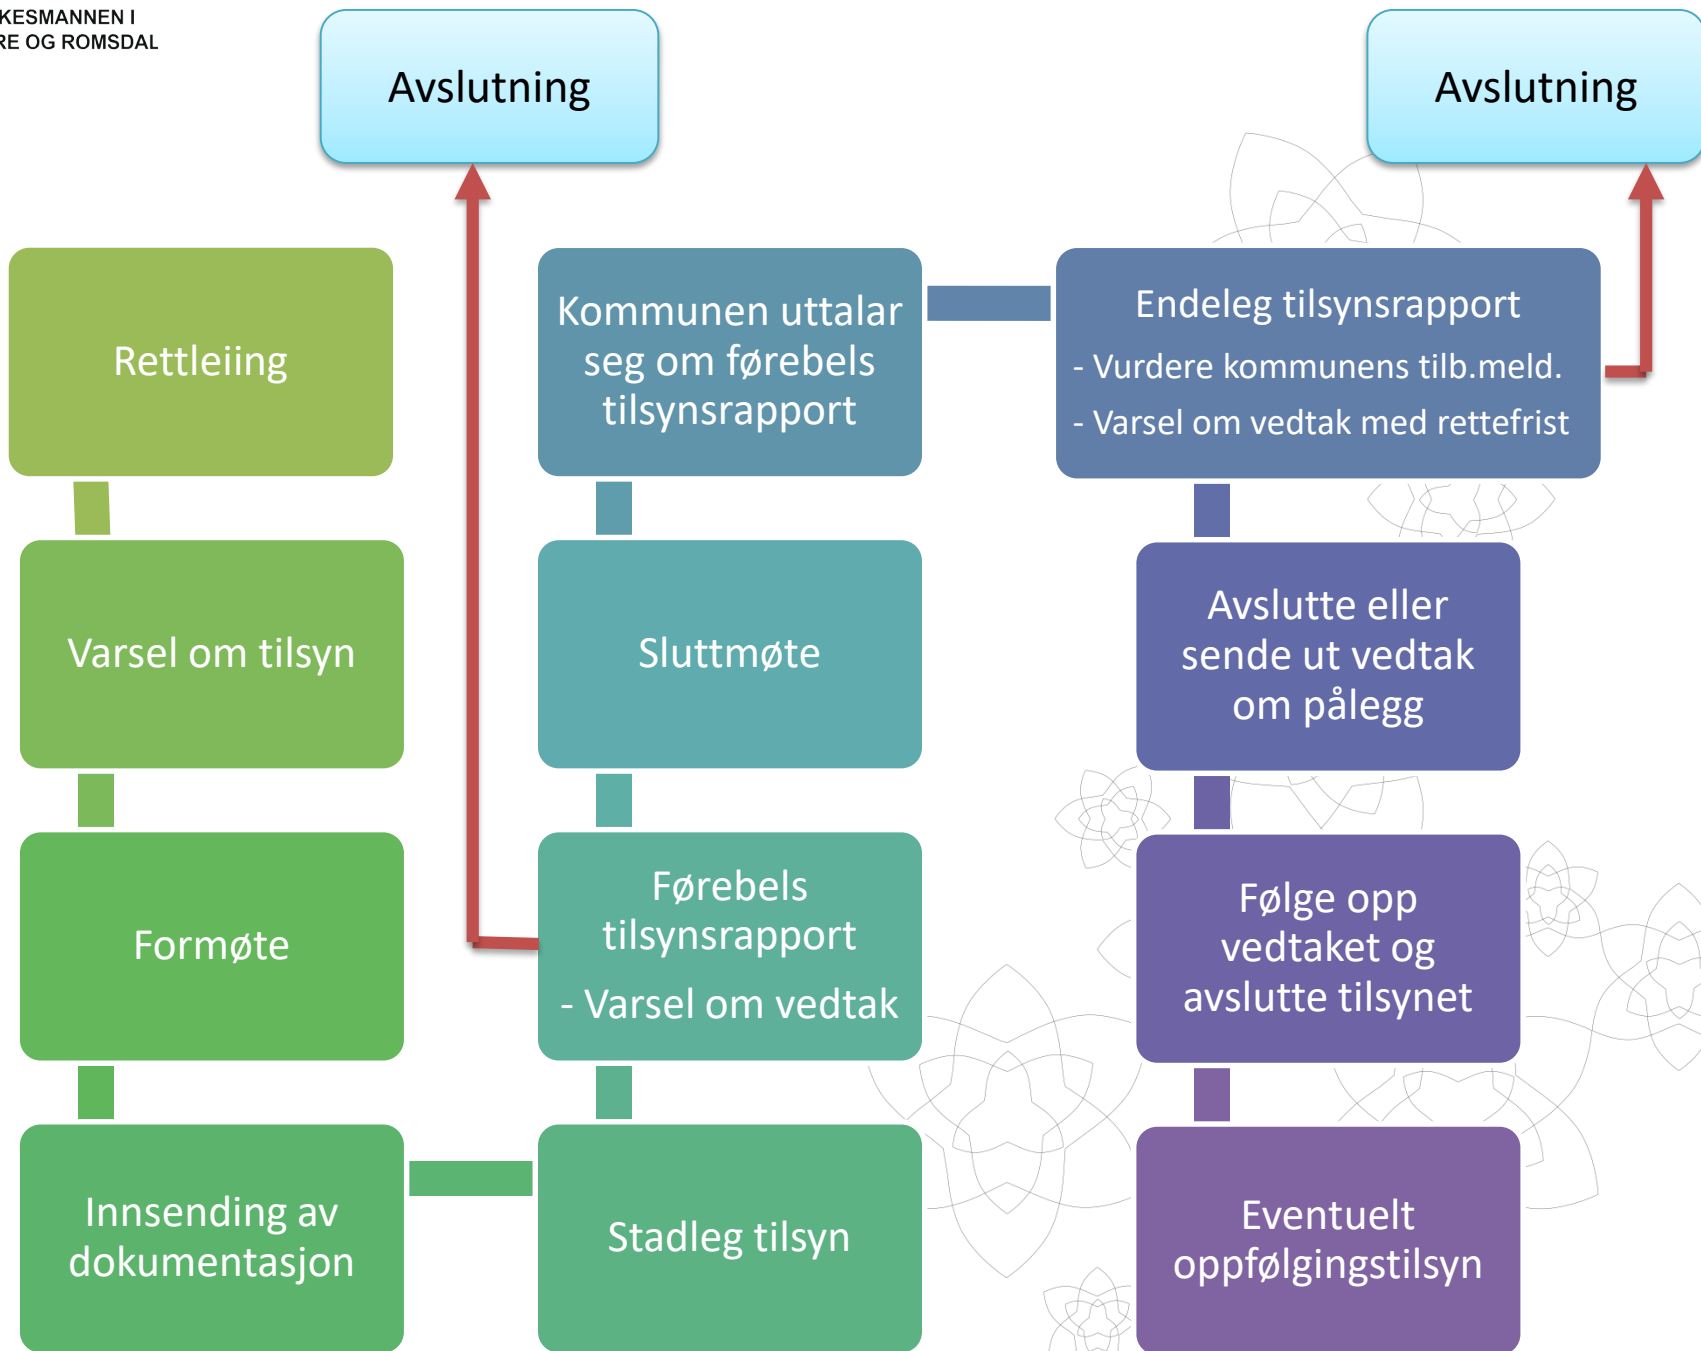 KESMANNEN I
RE OG ROMSDAL
Avslutning
Avslutning
Rettleiing
Varsel om tilsyn
Formøte
Innsending av
dokumentasjon
Stadleg tilsyn
Førebels
tilsynsrapport
- Varsel om vedtak
Sluttmøte
Kommunen uttalar
seg om førebels
tilsynsrapport
Endeleg tilsynsrapport
- Vurdere kommunens tilb.meld.
- Varsel om vedtak med rettefrist
Avslutte eller
sende ut vedtak
om pålegg
Følge opp
vedtaket og
avslutte tilsynet
Eventuelt
oppfølgingstilsyn